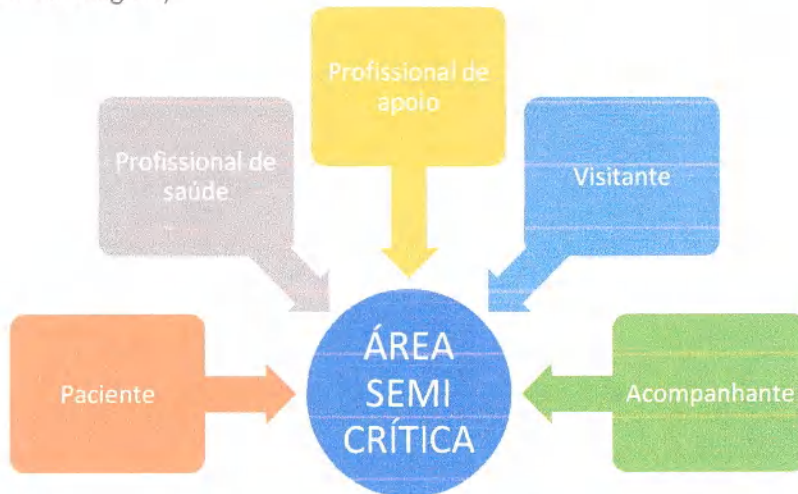 Profissional de
apoio
Profissional de
saúde
Visitante
Paciente
ÁREA
SEMI
CRÍTICA
Acompanhante